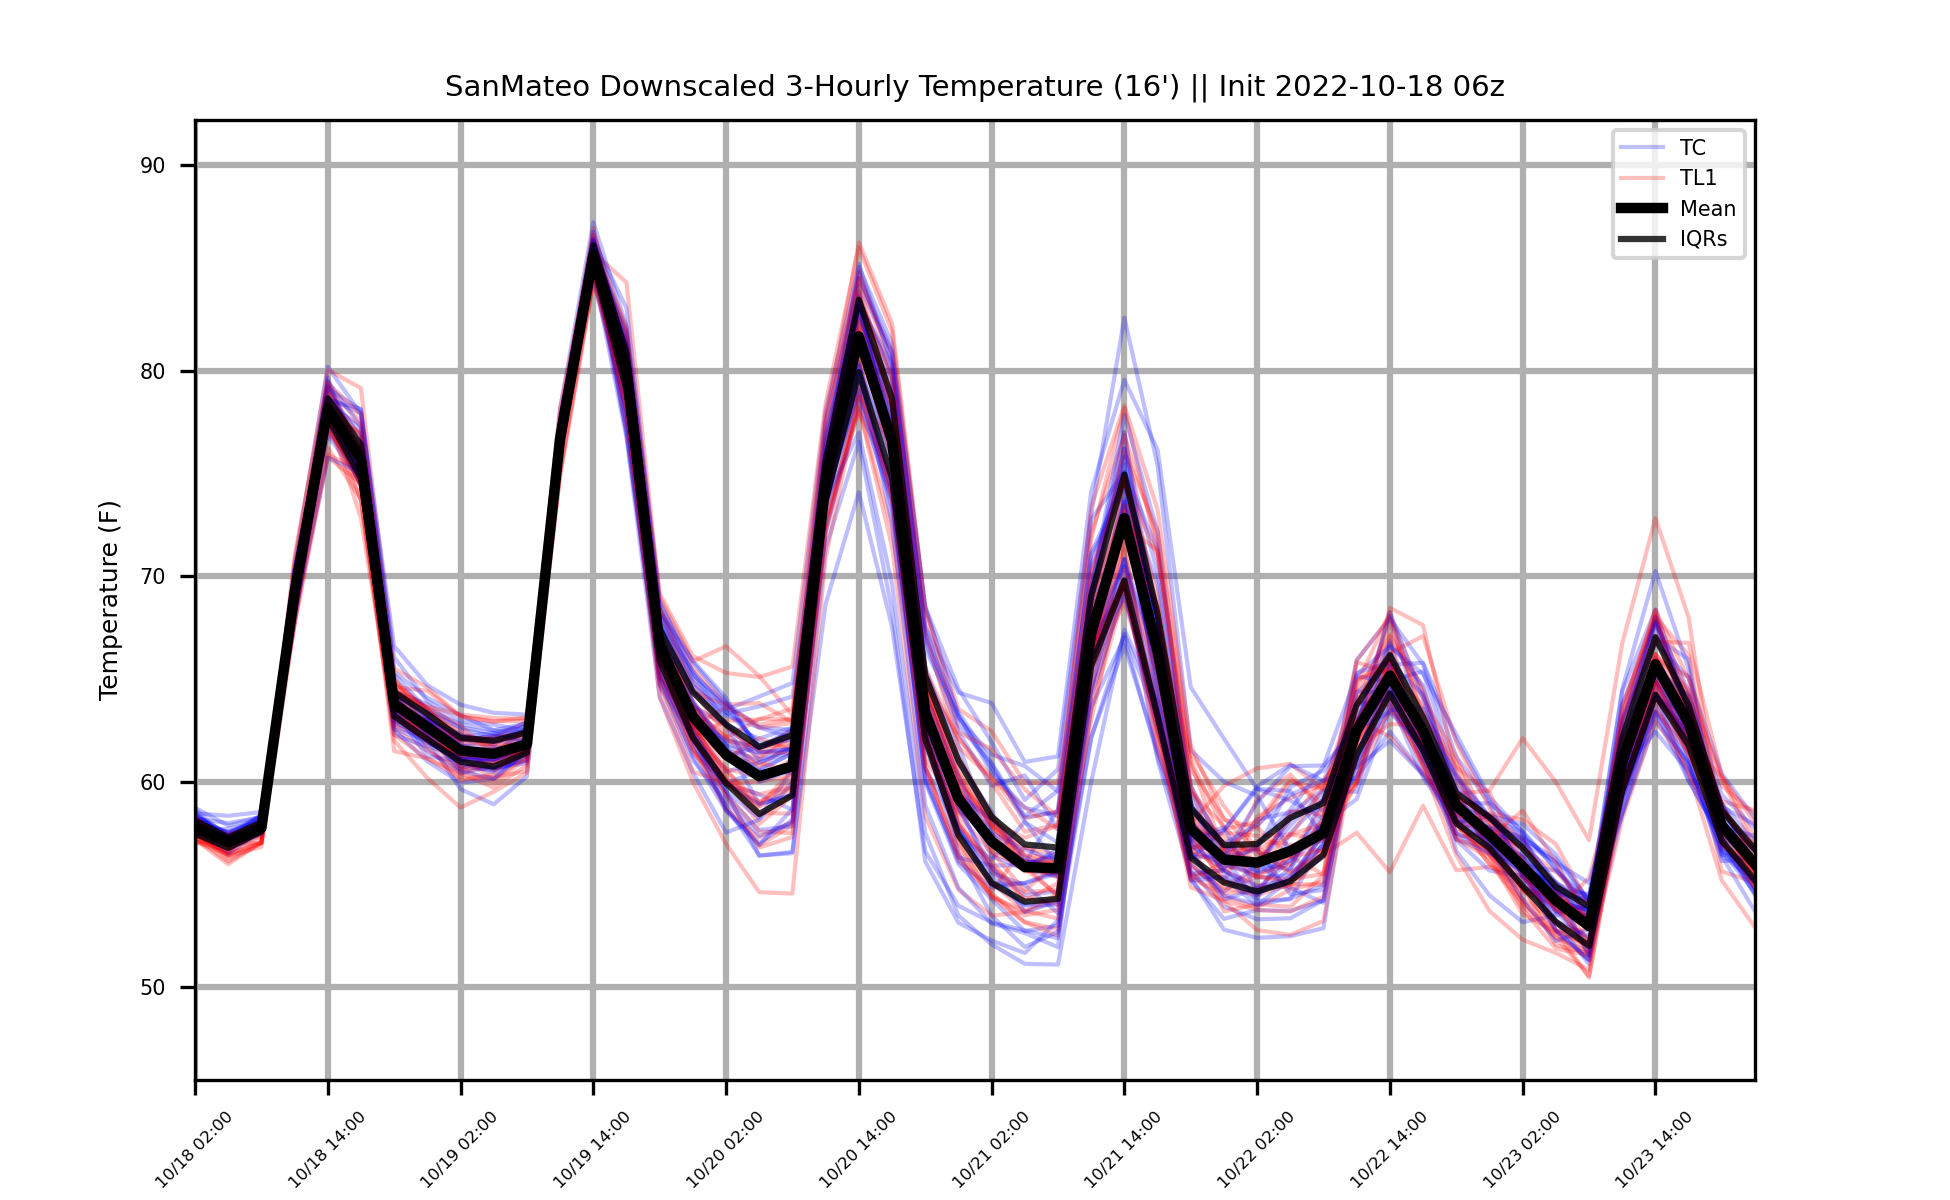 SanMateo Downscaled 3-Hourly Temperature (16') || Init 2022-10-18 06z
TC
TL1
Mean
IQRs
Temperature (F)
90
80
70
60
50
10/18 02:00
10/18 14:00
10/19 02:00
10/19 14:00
10/20 02:00
10/20 14:00
10/21 02:00
10/21 14:00
10/22 02:00
10/22 14:00
10/23 02:00
10/23 14:00